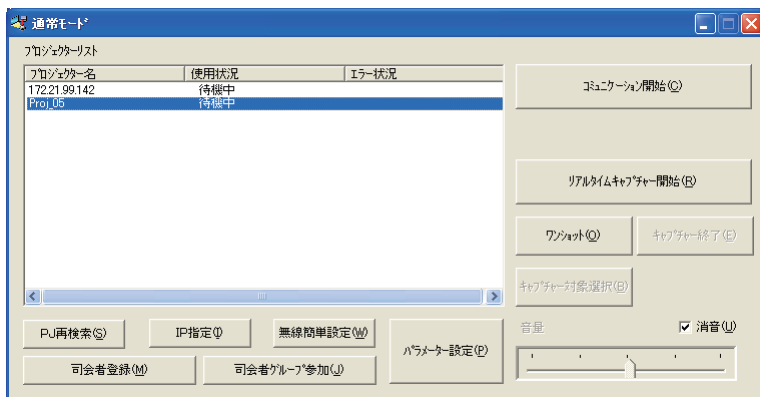 通常ﾓｰﾄﾞ
ﾌﾟﾛｼﾞｪｸﾀｰﾘｽﾄ
ﾌﾟﾛｼﾞｪｸﾀｰ名 使用状況 ｴﾗｰ状況
172.21.99.142 待機中
Proj_05 待機中
ｺﾐｭﾆｹｰｼｮﾝ開始(C)
ﾘｱﾙﾀｲﾑｷｬﾌﾟﾁｬｰ開始(R)
ﾜﾝｼｮｯﾄ(O) ｷｬﾌﾟﾁｬｰ終了(E)
ｷｬﾌﾟﾁｬｰ対象選択(B)
PJ再検索(S) IP指定(I) 無線簡単設定(W) ﾊﾟﾗﾒｰﾀｰ設定(P)
司会者登録(M) 司会者ｸﾞﾙｰﾌﾟ参加(J)
音量 消音(U)